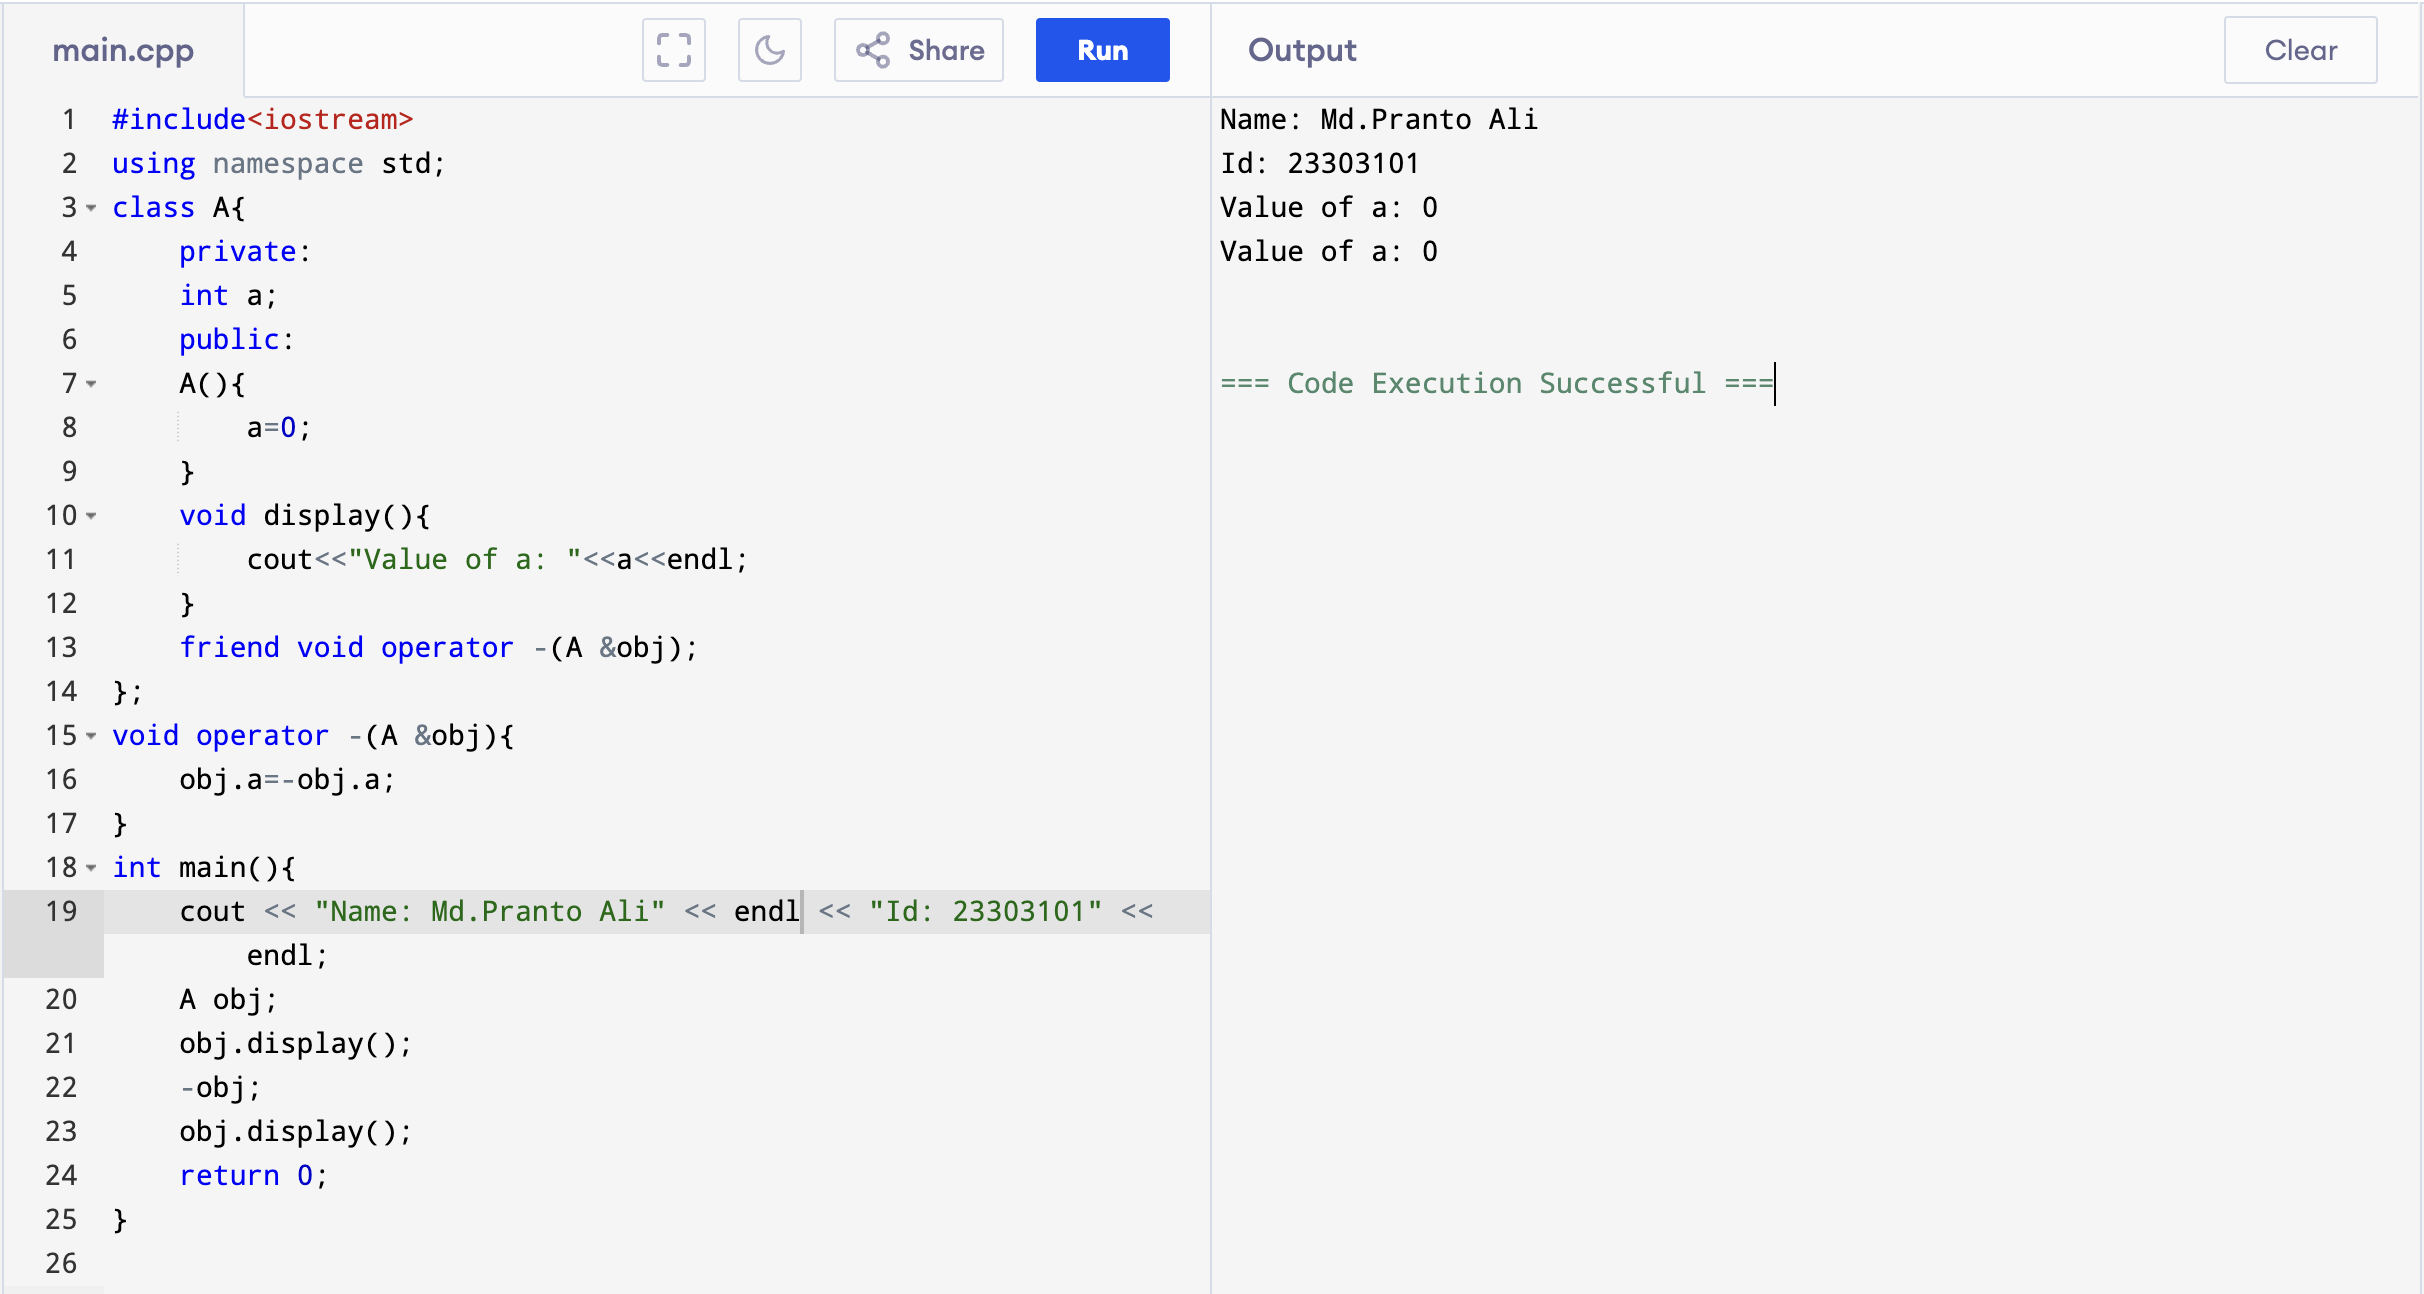 main.cpp
Share
Run
Output
Clear
1 #include<iostream>
2 using namespace std;
3 class A{
4     private:
5     int a;
6     public:
7     A(){
8         a=0;
9     }
10     void display(){
11         cout<<"Value of a: "<<a<<endl;
12     }
13     friend void operator -(A &obj);
14 };
15 void operator -(A &obj){
16     obj.a=-obj.a;
17 }
18 int main(){
19     cout << "Name: Md.Pranto Ali" << endl << "Id: 23303101" <<
        endl;
20     A obj;
21     obj.display();
22     -obj;
23     obj.display();
24     return 0;
25 }
26
Name: Md.Pranto Ali
Id: 23303101
Value of a: 0
Value of a: 0
=== Code Execution Successful ===